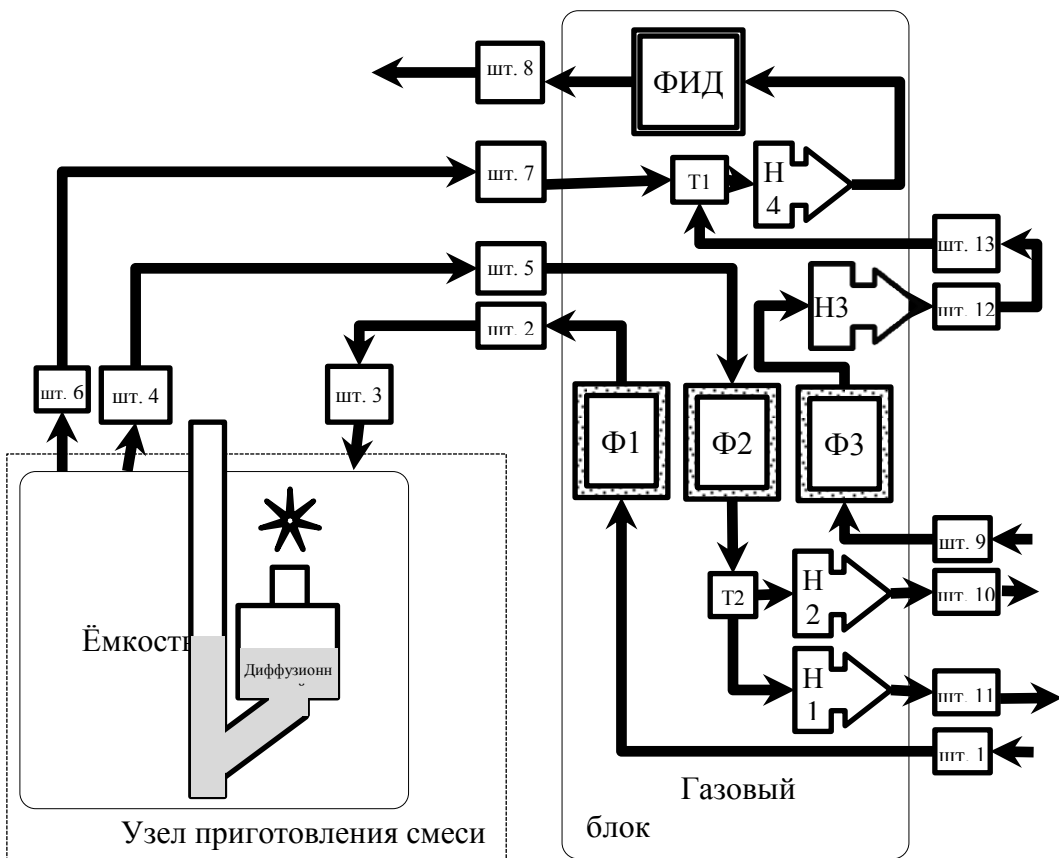 шт. 8
ФИД
шт. 7
Т1
Н
4
шт. 13
шт. 5
Н3
шт. 12
шт. 2
шт. 6
шт. 4
шт. 3
Ф1
Ф2
Ф3
шт. 9
Т2
Н
2
шт. 10
Ёмкость
Диффузионн
Н
1
шт. 11
шт. 1
Газовый
блок
Узел приготовления смеси